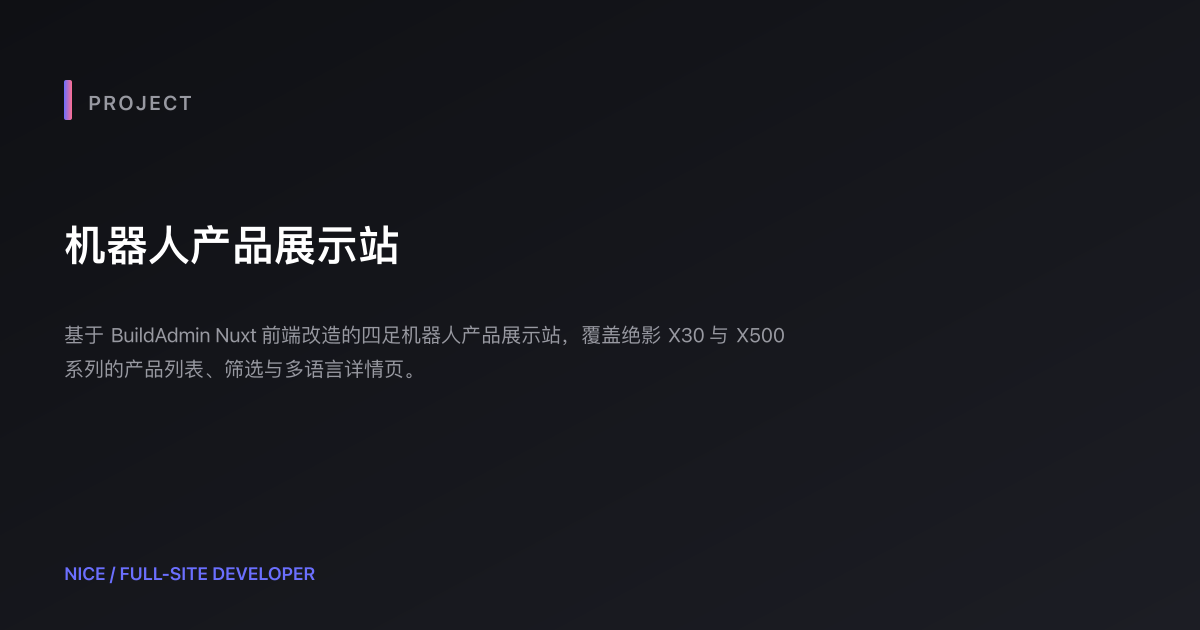 PROJECT
机器人产品展示站
基于 BuildAdmin Nuxt 前端改造的四足机器人产品展示站，覆盖绝影 X30 与 X500
系列的产品列表、筛选与多语言详情页。
NICE / FULL-SITE DEVELOPER